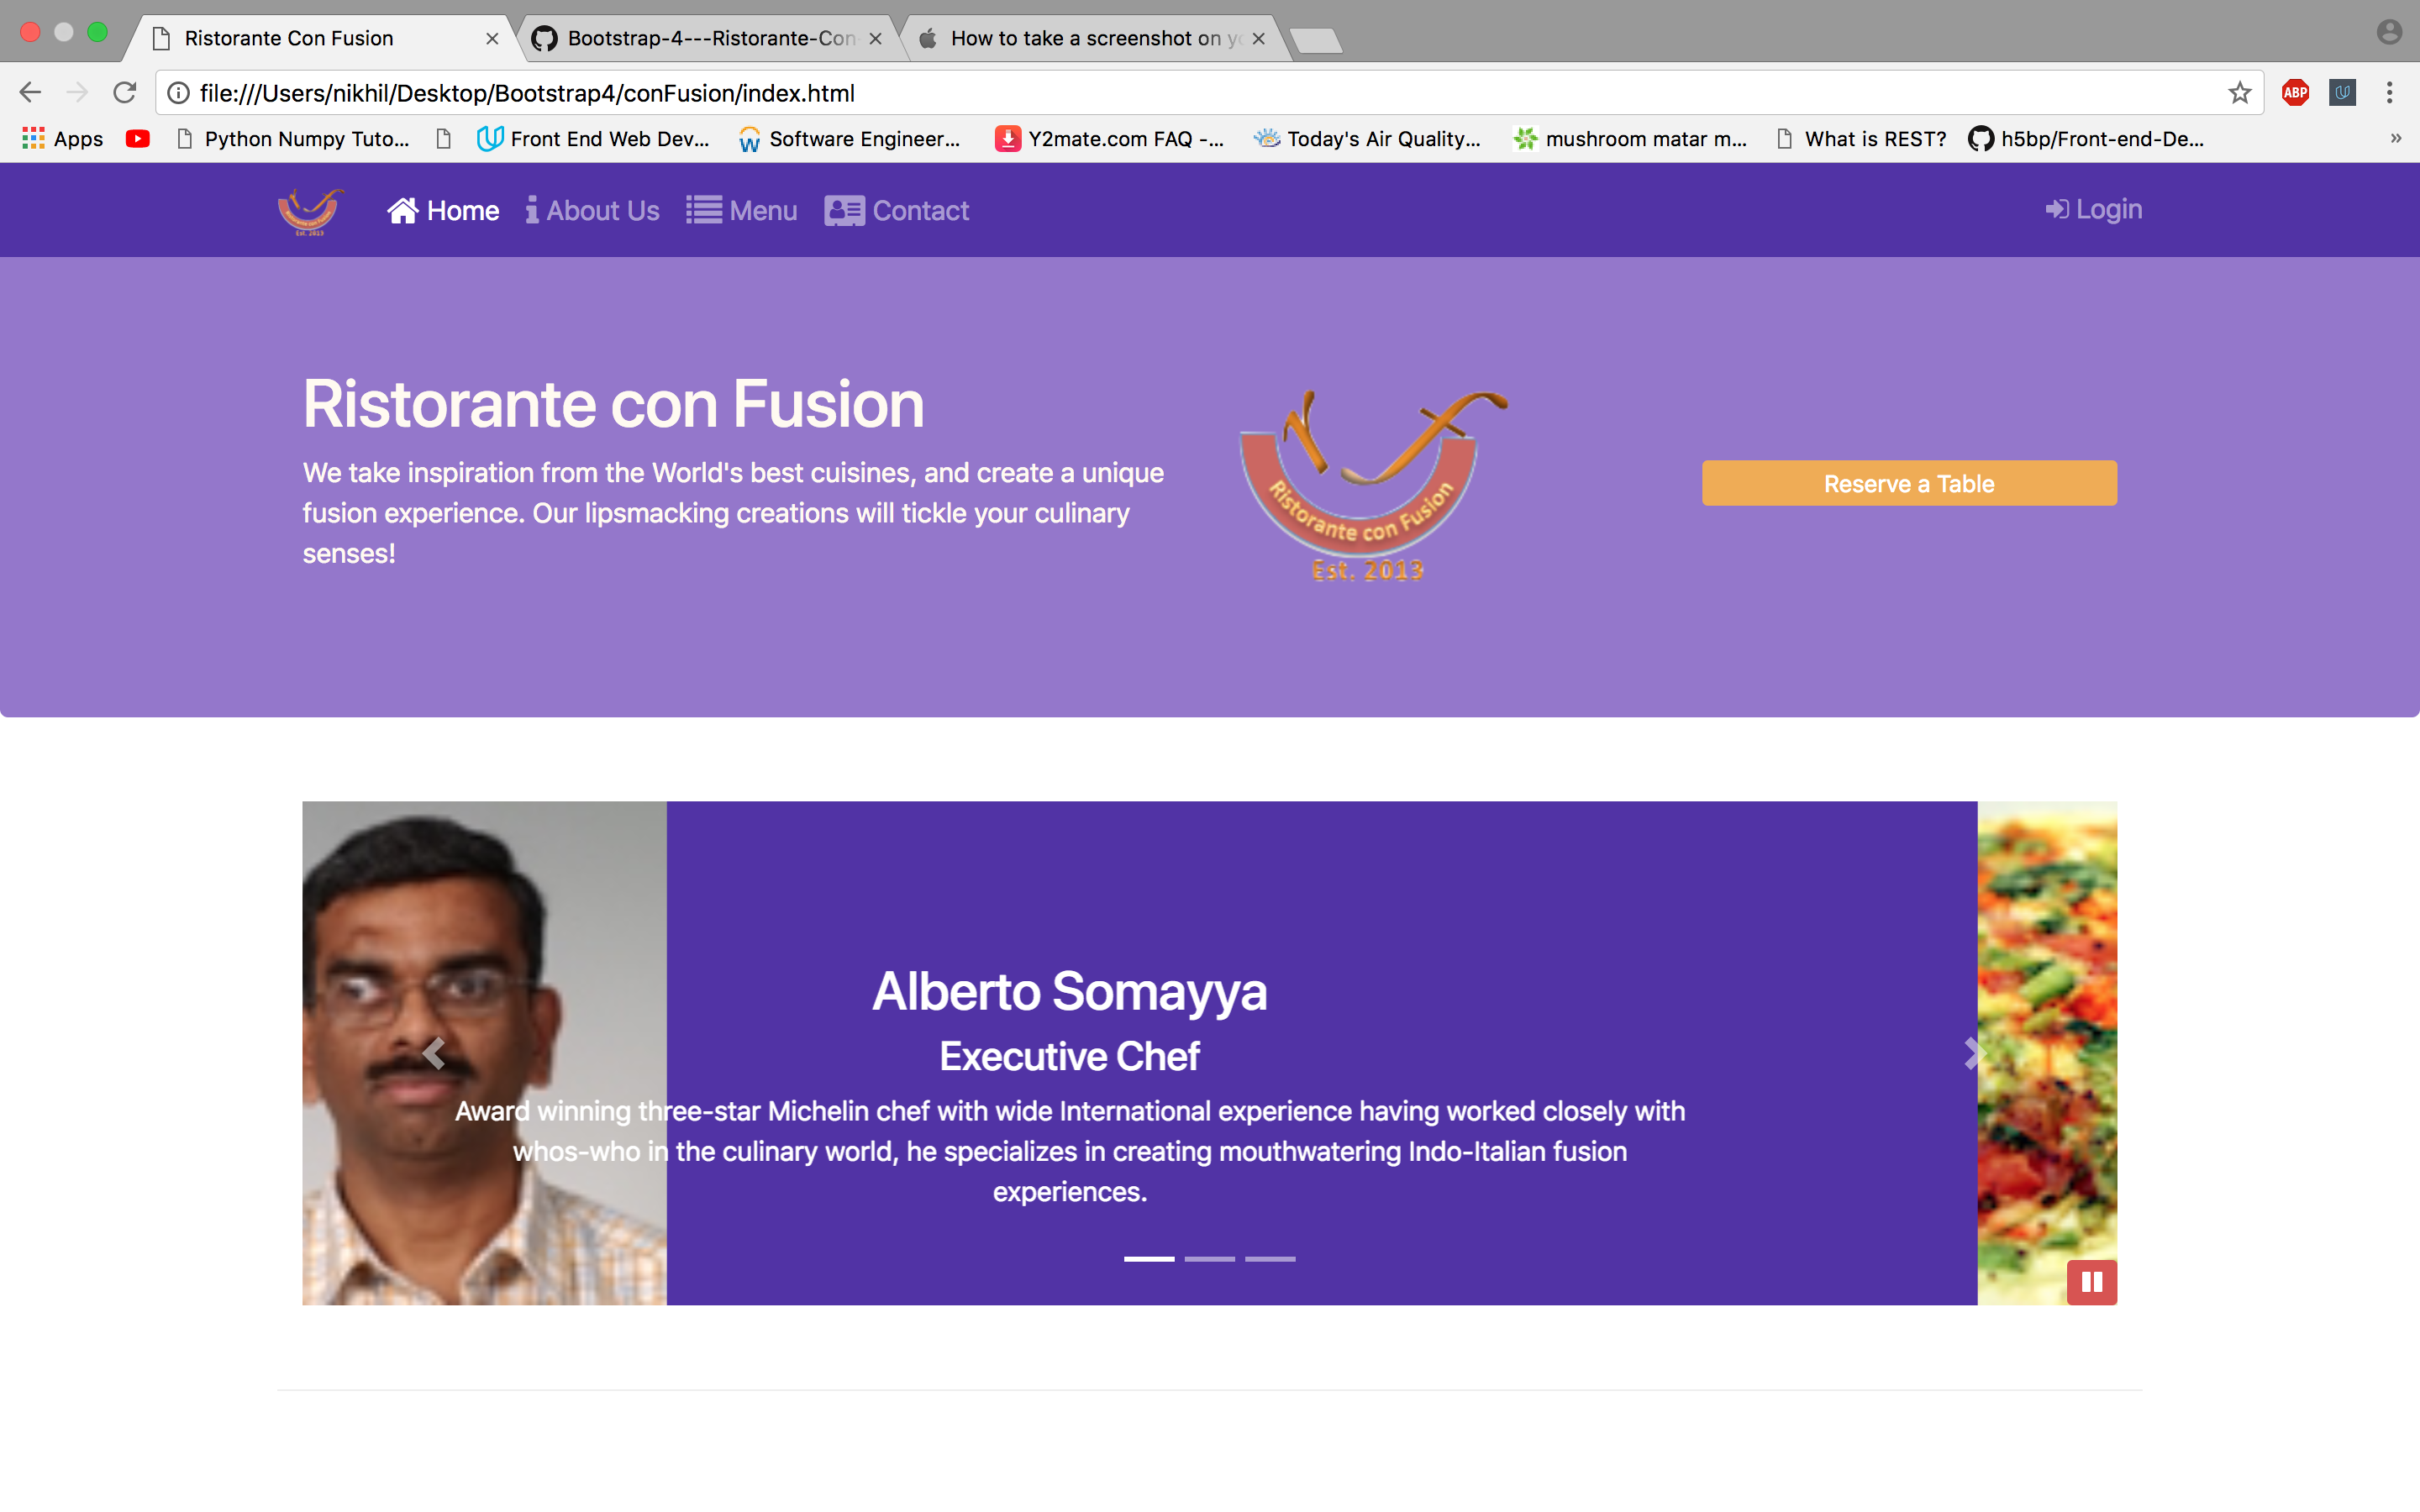 Ristorante Con Fusion
Bootstrap-4---Ristorante-Con-
How to take a screenshot on yo
file:///Users/nikhil/Desktop/Bootstrap4/conFusion/index.html
ABP
Apps
Python Numpy Tuto...
Front End Web Dev...
Software Engineer...
Y2mate.com FAQ -...
Today's Air Quality...
mushroom matar m...
What is REST?
h5bp/Front-end-De...
»
Est. 2013
Home
About Us
Menu
Contact
Login
Ristorante con Fusion
We take inspiration from the World's best cuisines, and create a unique
fusion experience. Our lipsmacking creations will tickle your culinary
senses!
Ristorante con Fusion
Est. 2013
Reserve a Table
Alberto Somayya
Executive Chef
Award winning three-star Michelin chef with wide International experience having worked closely with
whos-who in the culinary world, he specializes in creating mouthwatering Indo-Italian fusion
experiences.